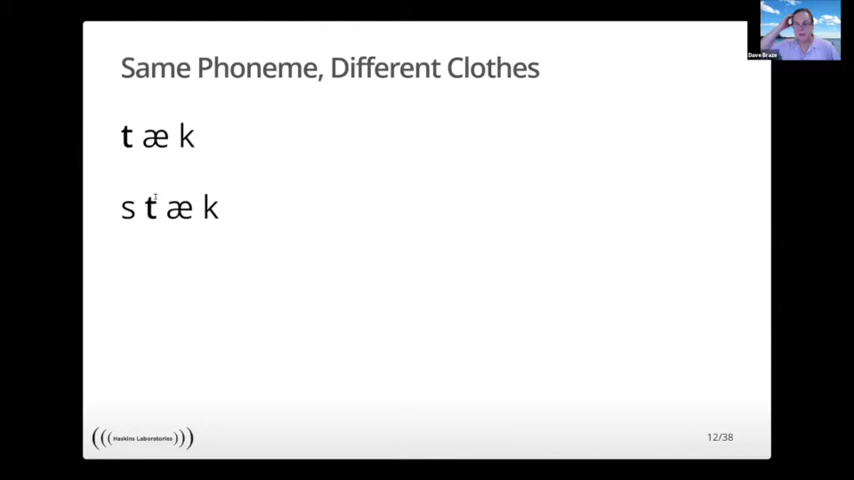 Dave Braze
Same Phoneme, Different Clothes
t æ k
s t æ k
(((Haskins Laboratories)))
12/38